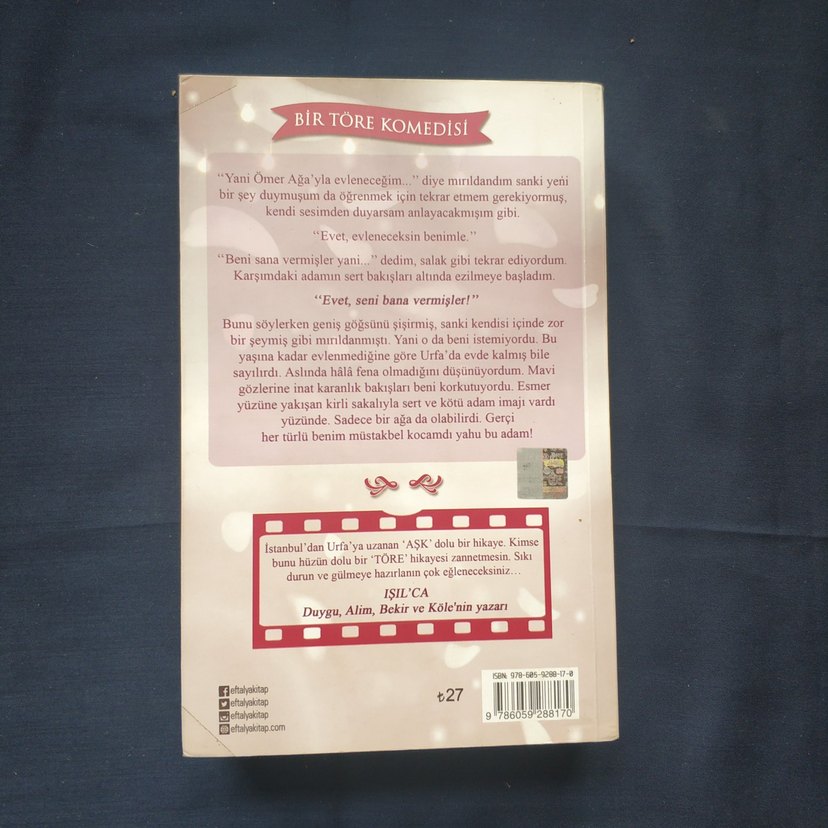 BİR TÖRE KOMEDİSİ
“Yani Ömer Ağa’yla evleneceğim...” diye mırıldandım sanki yeni
bir şey duymuşum da öğrenmek için tekrar etmem gerekiyormuş,
kendi sesimden duyarsam anlayacakmışım gibi.
“Evet, evleneceksin benimle.”
“Beni sana vermişler yani...” dedim, salak gibi tekrar ediyordum.
Karşımdaki adamın sert bakışları altında ezilmeye başladım.
“Evet, seni bana vermişler!”
Bunu söylerken geniş göğsünü şişirmiş, sanki kendisi içinde zor
bir şeymiş gibi mırıldanmıştı. Yani o da beni istemiyordu. Bu
yaşına kadar evlenmediğine göre Urfa’da evde kalmış bile
sayılırdı. Aslında hâlâ fena olmadığını düşünüyordum. Mavi
gözlerine inat karanlık bakışları beni korkutuyordu. Esmer
yüzüne yakışan kirli sakalıyla sert ve kötü adam imajı vardı
yüzünde. Sadece bir ağa da olabilirdi. Gerçi
her türlü benim müstakbel kocamdı yahu bu adam!
İstanbul’dan Urfa’ya uzanan ‘AŞK’ dolu bir hikaye. Kimse
bunu hüzün dolu bir ‘TÖRE’ hikayesi zannetmesin. Sıkı
durun ve gülmeye hazırlanın çok eğleneceksiniz...
IŞIL’CA
Duygu, Alim, Bekir ve Köle'nin yazarı
eftalyakitap
eftalyakitap
eftalyakitap
eftalyakitap.com
₺27
ISBN: 978-605-9288-17-0
9 786059 288170